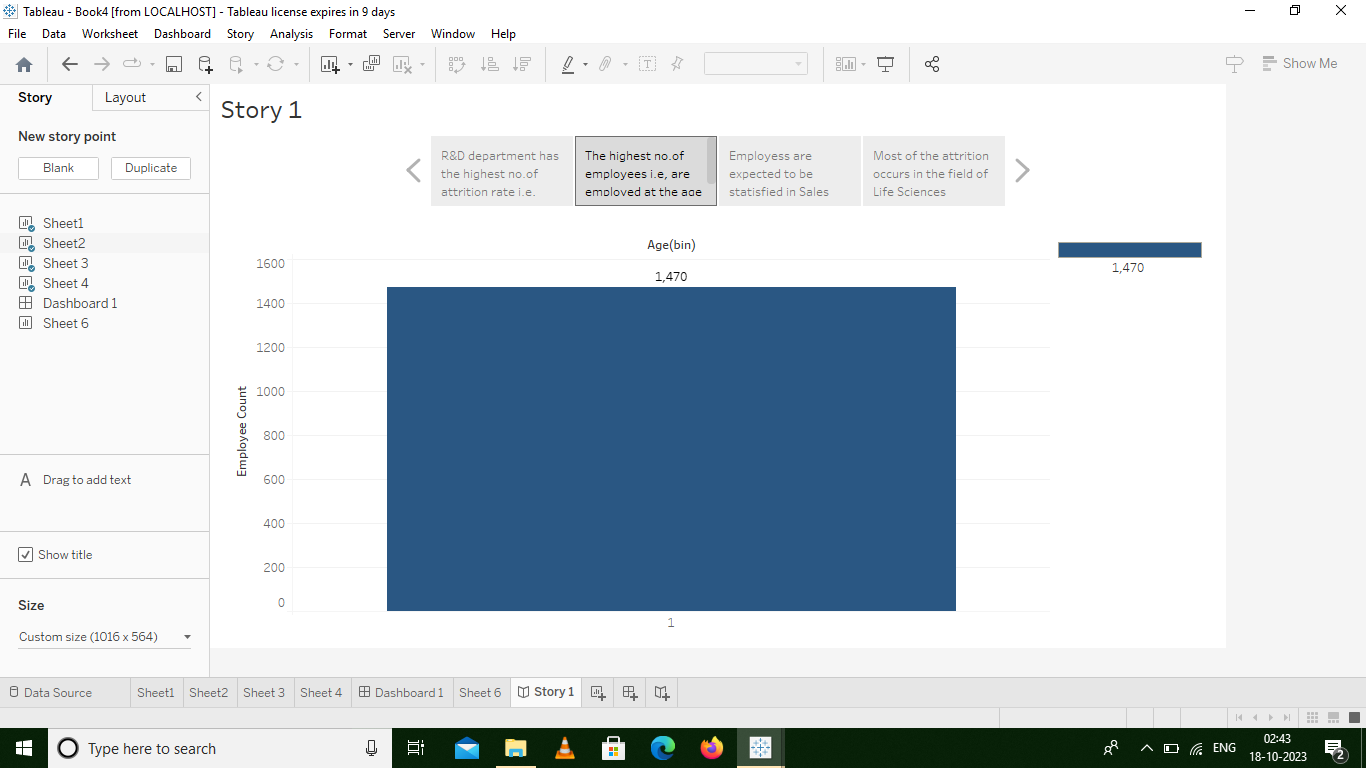 Tableau - Book4 [from LOCALHOST] - Tableau license expires in 9 days
File Data Worksheet Dashboard Story Analysis Format Server Window Help
Show Me
Story Layout
New story point
Blank Duplicate
Sheet1
Sheet2
Sheet 3
Sheet 4
Dashboard 1
Sheet 6
A Drag to add text
Show title
Size
Custom size (1016 x 564)
Story 1
R&D department has
the highest no.of
attrition rate i.e.
The highest no.of
employees i.e, are
employed at the age
Employess are
expected to be
statisfied in Sales
Most of the attrition
occurs in the field of
Life Sciences
Age(bin)
1,470
1600
1400
1200
1000
800
600
400
200
0
Employee Count
1
1,470
Data Source Sheet1 Sheet2 Sheet 3 Sheet 4 Dashboard 1 Sheet 6 Story 1
Type here to search
ENG
02:43
18-10-2023
2